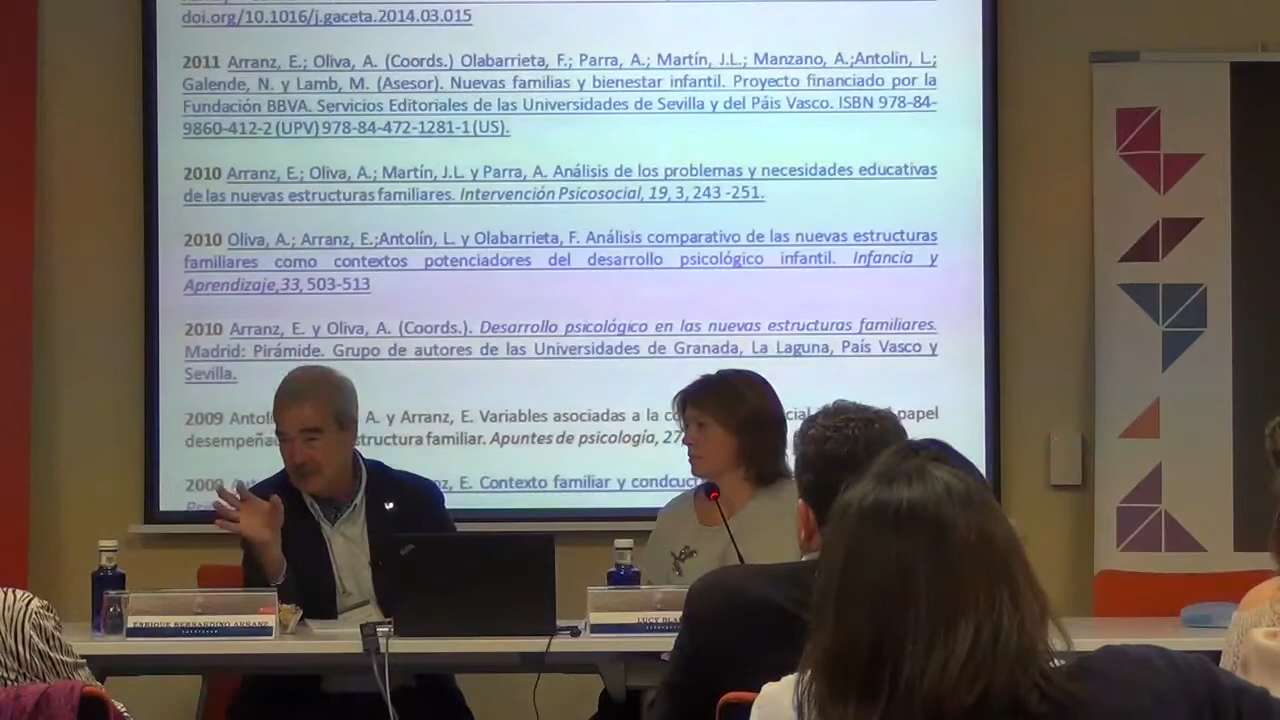 doi.org/10.1016/j.gaceta.2014.03.015
2011 Arranz, E.; Oliva, A. (Coords.) Olabarrieta, F.; Parra, A.; Martín, J.L.; Manzano, A.;Antolin, L.;
Galende, N. y Lamb, M. (Asesor). Nuevas familias y bienestar infantil. Proyecto financiado por la
Fundación BBVA. Servicios Editoriales de las Universidades de Sevilla y del Páis Vasco. ISBN 978-84-
9860-412-2 (UPV) 978-84-472-1281-1 (US).
2010 Arranz, E.; Oliva, A.; Martín, J.L. y Parra, A. Análisis de los problemas y necesidades educativas
de las nuevas estructuras familiares. Intervención Psicosocial, 19, 3, 243 -251.
2010 Oliva, A.; Arranz, E.;Antolín, L. y Olabarrieta, F. Análisis comparativo de las nuevas estructuras
familiares como contextos potenciadores del desarrollo psicológico infantil. Infancia y
Aprendizaje,33, 503-513
2010 Arranz, E. y Oliva, A. (Coords.). Desarrollo psicológico en las nuevas estructuras familiares.
Madrid: Pirámide. Grupo de autores de las Universidades de Granada, La Laguna, País Vasco y
Sevilla.
2009 A. y Arranz, E. Variables asociadas a la papel
familiar. Apuntes de psicología, 27
2009 E. Contexto familiar y
ENRIQUE BERNARDINO ARRANZ
LUCY